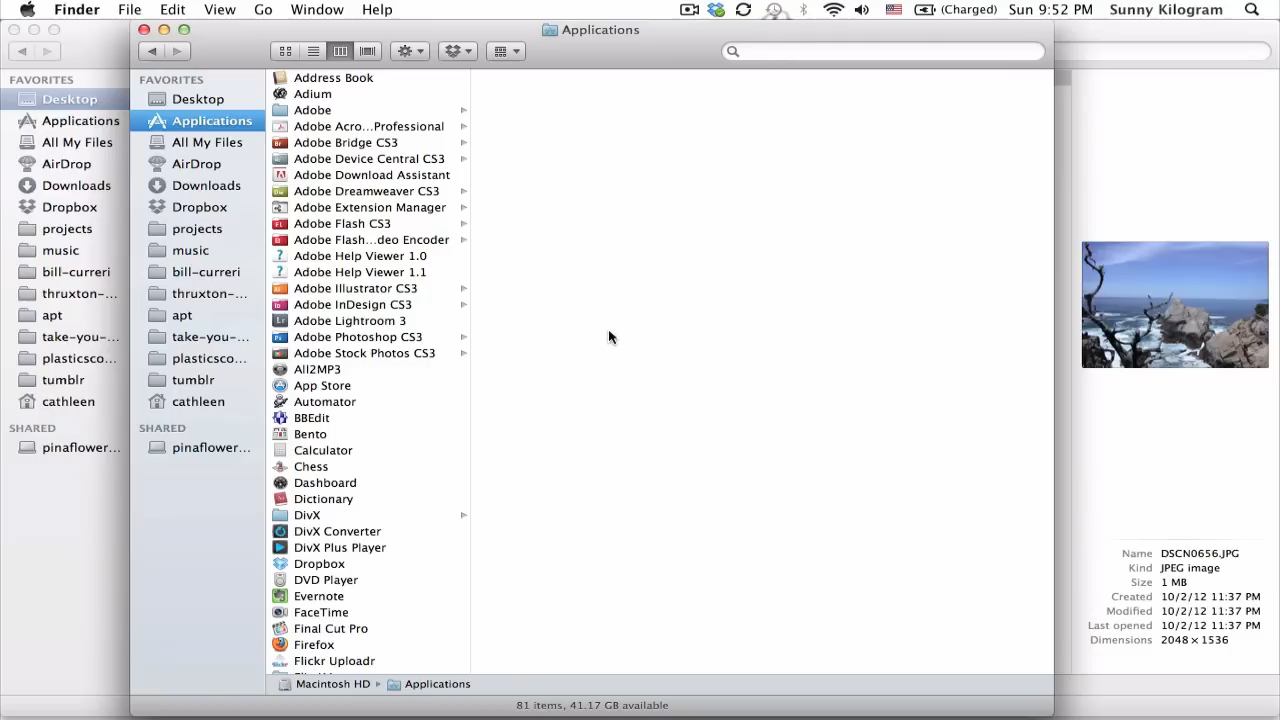 Finder File Edit View Go Window Help (Charged) Sun 9:52 PM Sunny Kilogram
Applications
FAVORITES
Desktop
Applications
All My Files
AirDrop
Downloads
Dropbox
projects
music
bill-curreri
thruxton-...
apt
take-you-...
plasticsco...
tumblr
cathleen
SHARED
pinaflower...
FAVORITES
Desktop
Applications
All My Files
AirDrop
Downloads
Dropbox
projects
music
bill-curreri
thruxton-...
apt
take-you-...
plasticsco...
tumblr
cathleen
SHARED
pinaflower...
Address Book
Adium
Adobe
Adobe Acro...Professional
Adobe Bridge CS3
Adobe Device Central CS3
Adobe Download Assistant
Adobe Dreamweaver CS3
Adobe Extension Manager
Adobe Flash CS3
Adobe Flash...deo Encoder
Adobe Help Viewer 1.0
Adobe Help Viewer 1.1
Adobe Illustrator CS3
Adobe InDesign CS3
Adobe Lightroom 3
Adobe Photoshop CS3
Adobe Stock Photos CS3
All2MP3
App Store
Automator
BBEdit
Bento
Calculator
Chess
Dashboard
Dictionary
DivX
DivX Converter
DivX Plus Player
Dropbox
DVD Player
Evernote
FaceTime
Final Cut Pro
Firefox
Flickr Uploadr
Macintosh HD Applications
81 items, 41.17 GB available
Name DSCN0656.JPG
Kind JPEG image
Size 1 MB
Created 10/2/12 11:37 PM
Modified 10/2/12 11:37 PM
Last opened 10/2/12 11:37 PM
Dimensions 2048 × 1536